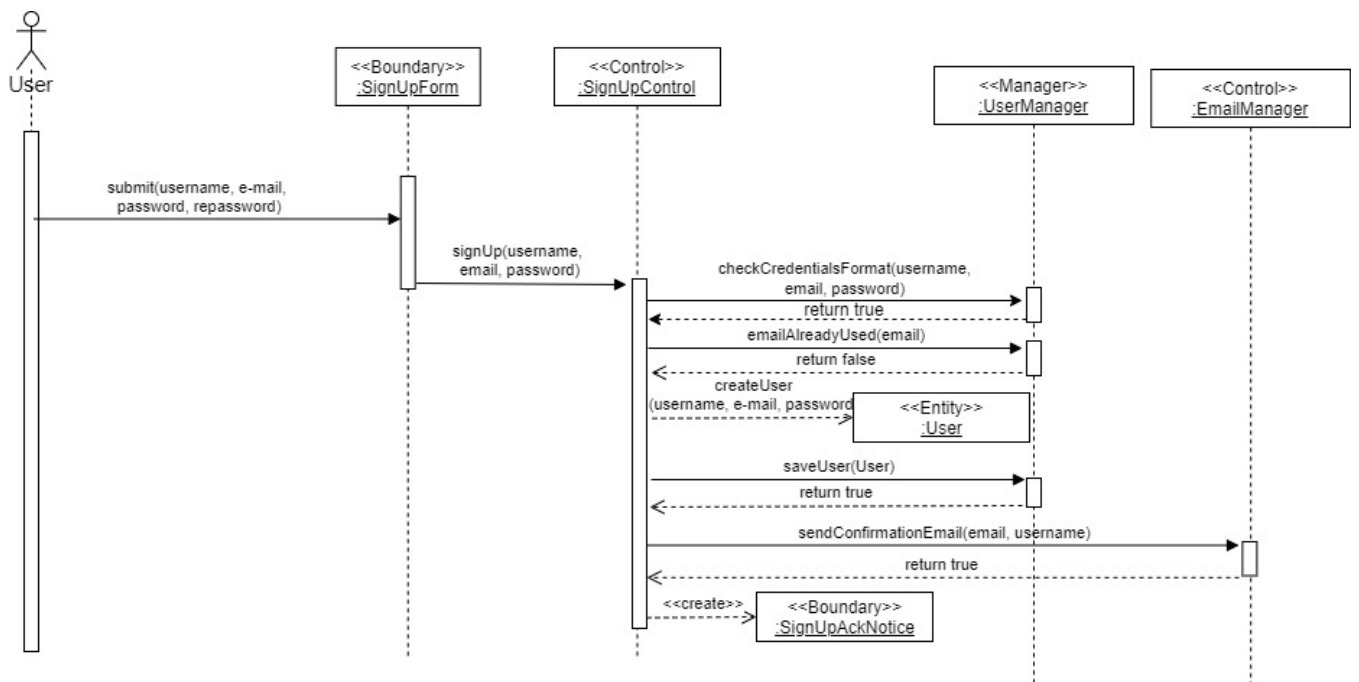 User
<<Boundary>>
:SignUpForm
<<Control>>
:SignUpControl
<<Manager>>
:UserManager
<<Control>>
:EmailManager
submit(username, e-mail,
password, repassword)
signUp(username,
email, password)
checkCredentialsFormat(username,
email, password)
return true
emailAlreadyUsed(email)
return false
createUser
(username, e-mail, password
<<Entity>>
:User
saveUser(User)
return true
sendConfirmationEmail(email, username)
return true
<<create>>
<<Boundary>>
:SignUpAckNotice